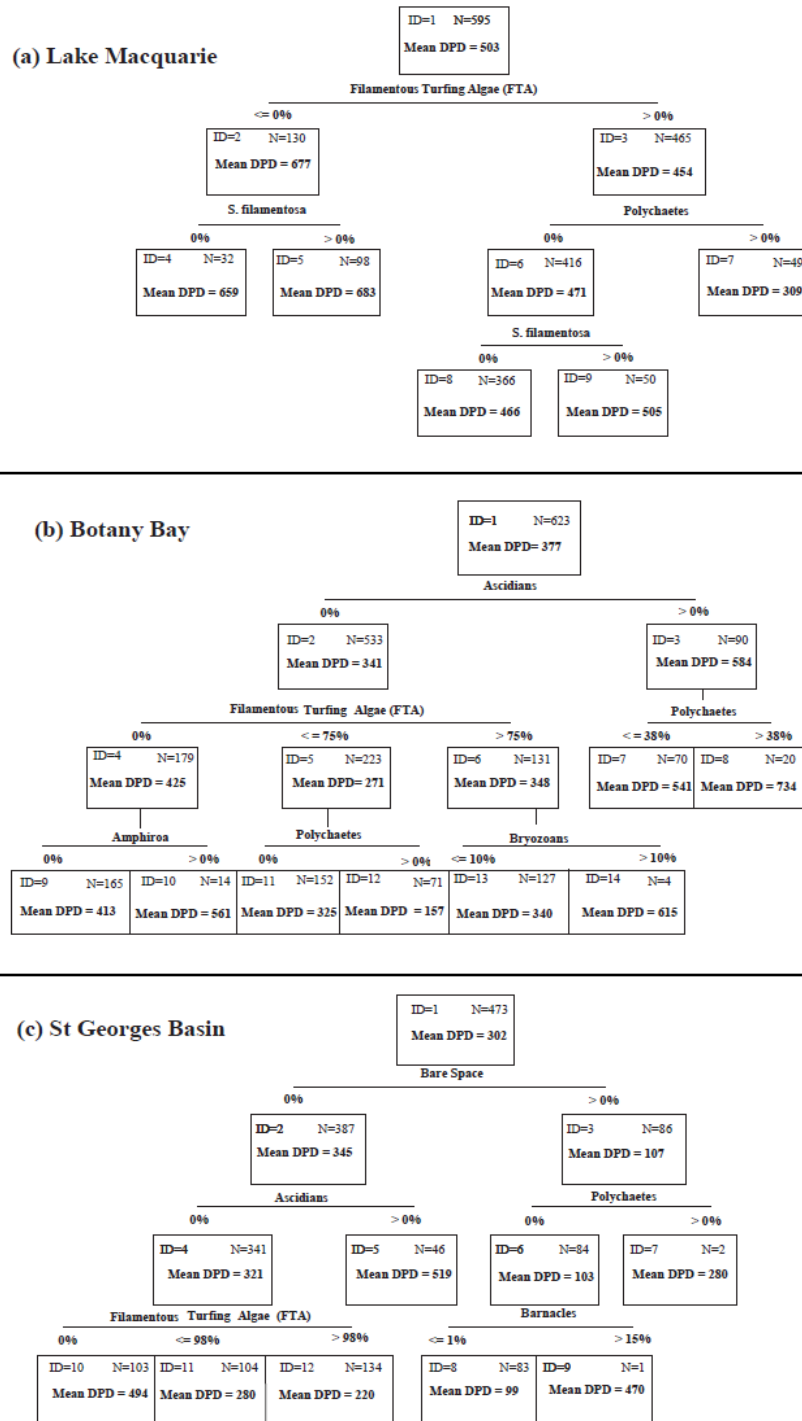 (a) Lake Macquarie
ID=1 N=595
Mean DPD = 503
Filamentous Turfing Algae (FTA)
<= 0% > 0%
ID=2 N=130 ID=3 N=465
Mean DPD = 677 Mean DPD = 454
S. filamentosa Polychaetes
0% > 0% 0% > 0%
ID=4 N=32 ID=5 N=98 ID=6 N=416 ID=7 N=49
Mean DPD = 659 Mean DPD = 683 Mean DPD = 471 Mean DPD = 309
S. filamentosa
0% > 0%
ID=8 N=366 ID=9 N=50
Mean DPD = 466 Mean DPD = 505
(b) Botany Bay
ID=1 N=623
Mean DPD= 377
Ascidians
0% > 0%
ID=2 N=533 ID=3 N=90
Mean DPD = 341 Mean DPD = 584
Filamentous Turfing Algae (FTA) Polychaetes
0% < = 75% > 75% < = 38% > 38%
ID=4 N=179 ID=5 N=223 ID=6 N=131 ID=7 N=70 ID=8 N=20
Mean DPD = 425 Mean DPD= 271 Mean DPD = 348 Mean DPD = 541 Mean DPD = 734
Amphiroa Polychaetes Bryozoans
0% > 0% 0% > 0% <= 10% > 10%
ID=9 N=165 ID=10 N=14 ID=11 N=152 ID=12 N=71 ID=13 N=127 ID=14 N=4
Mean DPD = 413 Mean DPD = 561 Mean DPD = 325 Mean DPD = 157 Mean DPD = 340 Mean DPD = 615
(c) St Georges Basin
ID=1 N=473
Mean DPD = 302
Bare Space
0% > 0%
ID=2 N=387 ID=3 N=86
Mean DPD = 345 Mean DPD = 107
Ascidians Polychaetes
0% > 0% 0% > 0%
ID=4 N=341 ID=5 N=46 ID=6 N=84 ID=7 N=2
Mean DPD = 321 Mean DPD = 519 Mean DPD = 103 Mean DPD = 280
Filamentous Turfing Algae (FTA) Barnacles
0% <= 98% > 98% <= 1% > 15%
ID=10 N=103 ID=11 N=104 ID=12 N=134 ID=8 N=83 ID=9 N=1
Mean DPD = 494 Mean DPD = 280 Mean DPD = 220 Mean DPD = 99 Mean DPD = 470